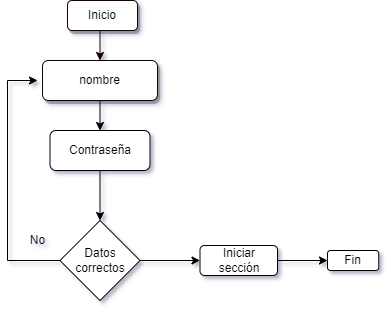 Inicio
nombre
Contraseña
No
Datos
correctos
Iniciar
sección
Fin